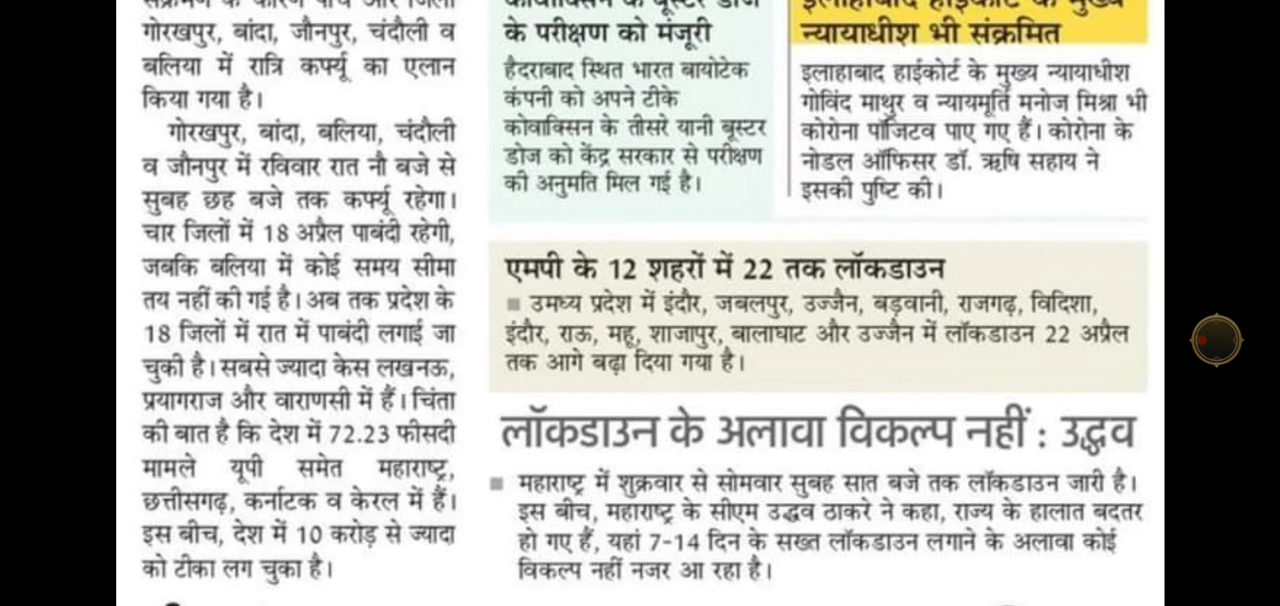 संक्रमण के कारण पांच और जिलों
गोरखपुर, बांदा, जौनपुर, चंदौली व
बलिया में रात्रि कर्फ्यू का एलान
किया गया है।
गोरखपुर, बांदा, बलिया, चंदौली
व जौनपुर में रविवार रात नौ बजे से
सुबह छह बजे तक कर्फ्यू रहेगा।
चार जिलों में 18 अप्रैल पाबंदी रहेगी,
जबकि बलिया में कोई समय सीमा
तय नहीं की गई है। अब तक प्रदेश के
18 जिलों में रात में पाबंदी लगाई जा
चुकी है। सबसे ज्यादा केस लखनऊ,
प्रयागराज और वाराणसी में हैं। चिंता
की बात है कि देश में 72.23 फीसदी
मामले यूपी समेत महाराष्ट्र,
छत्तीसगढ़, कर्नाटक व केरल में हैं।
इस बीच, देश में 10 करोड़ से ज्यादा
को टीका लग चुका है।
कोवाक्सिन के बूस्टर डोज
के परीक्षण को मंजूरी
हैदराबाद स्थित भारत बायोटेक
कंपनी को अपने टीके
कोवाक्सिन के तीसरे यानी बूस्टर
डोज को केंद्र सरकार से परीक्षण
की अनुमति मिल गई है।
इलाहाबाद हाईकोर्ट के मुख्य
न्यायाधीश भी संक्रमित
इलाहाबाद हाईकोर्ट के मुख्य न्यायाधीश
गोविंद माथुर व न्यायमूर्ति मनोज मिश्रा भी
कोरोना पॉजिटव पाए गए हैं। कोरोना के
नोडल ऑफिसर डॉ. ऋषि सहाय ने
इसकी पुष्टि की।
एमपी के 12 शहरों में 22 तक लॉकडाउन
उमध्य प्रदेश में इंदौर, जबलपुर, उज्जैन, बड़वानी, राजगढ़, विदिशा,
इंदौर, राऊ, महू, शाजापुर, बालाघाट और उज्जैन में लॉकडाउन 22 अप्रैल
तक आगे बढ़ा दिया गया है।
लॉकडाउन के अलावा विकल्प नहीं : उद्धव
महाराष्ट्र में शुक्रवार से सोमवार सुबह सात बजे तक लॉकडाउन जारी है।
इस बीच, महाराष्ट्र के सीएम उद्धव ठाकरे ने कहा, राज्य के हालात बदतर
हो गए हैं, यहां 7-14 दिन के सख्त लॉकडाउन लगाने के अलावा कोई
विकल्प नहीं नजर आ रहा है।